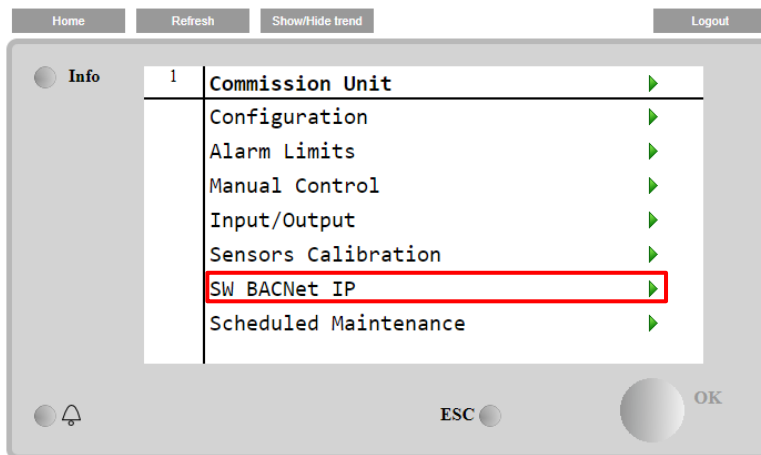 Home Refresh Show/Hide trend Logout
Info
1 Commission Unit
Configuration
Alarm Limits
Manual Control
Input/Output
Sensors Calibration
SW BACNet IP
Scheduled Maintenance
ESC OK